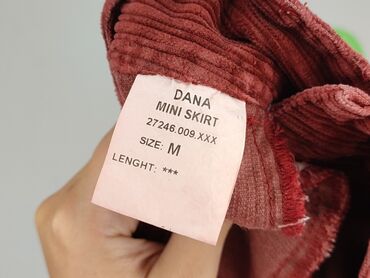 DANA
MINI SKIRT
27246.009.XXX
SIZE: M
LENGHT: ***